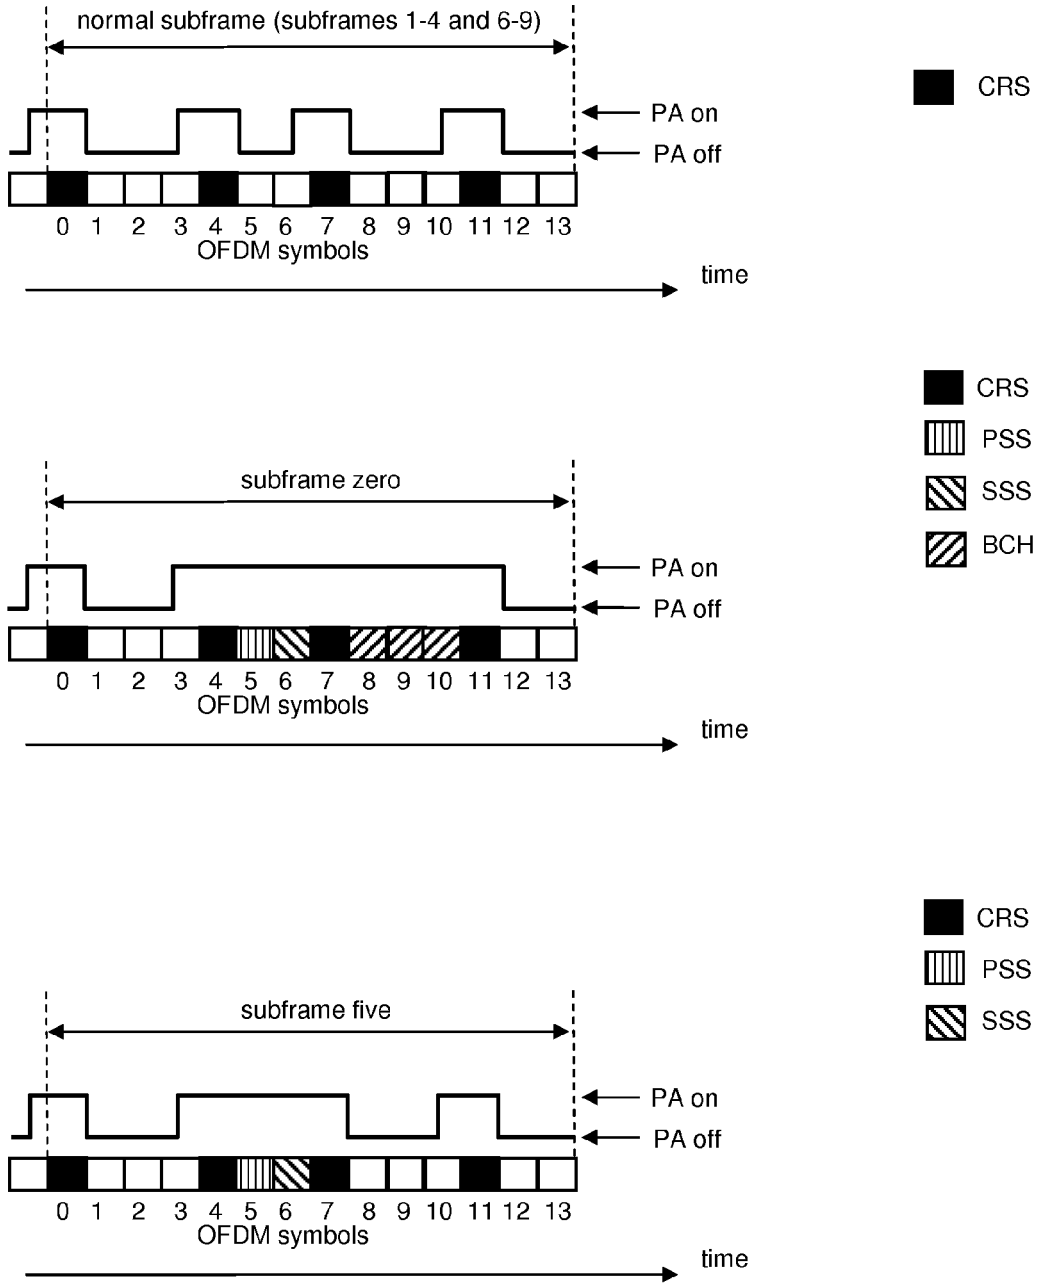 normal subframe (subframes 1-4 and 6-9)
CRS
PA on
PA off
0 1 2 3 4 5 6 7 8 9 10 11 12 13
OFDM symbols
time
CRS
PSS
SSS
BCH
subframe zero
PA on
PA off
0 1 2 3 4 5 6 7 8 9 10 11 12 13
OFDM symbols
time
CRS
PSS
SSS
subframe five
PA on
PA off
0 1 2 3 4 5 6 7 8 9 10 11 12 13
OFDM symbols
time